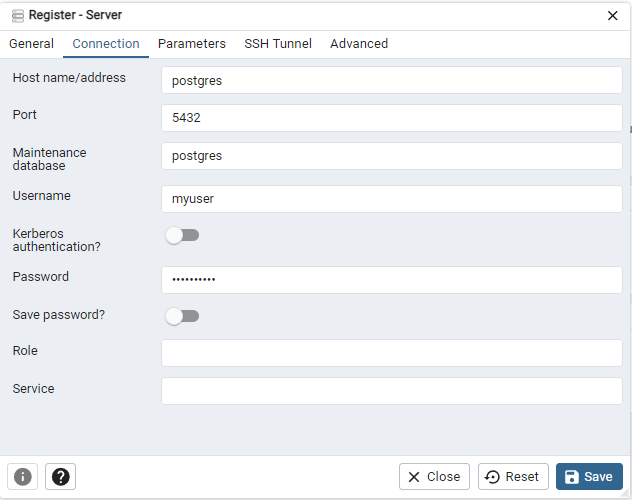 Register - Server
General Connection Parameters SSH Tunnel Advanced
Host name/address postgres
Port 5432
Maintenance
database postgres
Username myuser
Kerberos
authentication?
Password ••••••••••
Save password?
Role
Service
Close Reset Save